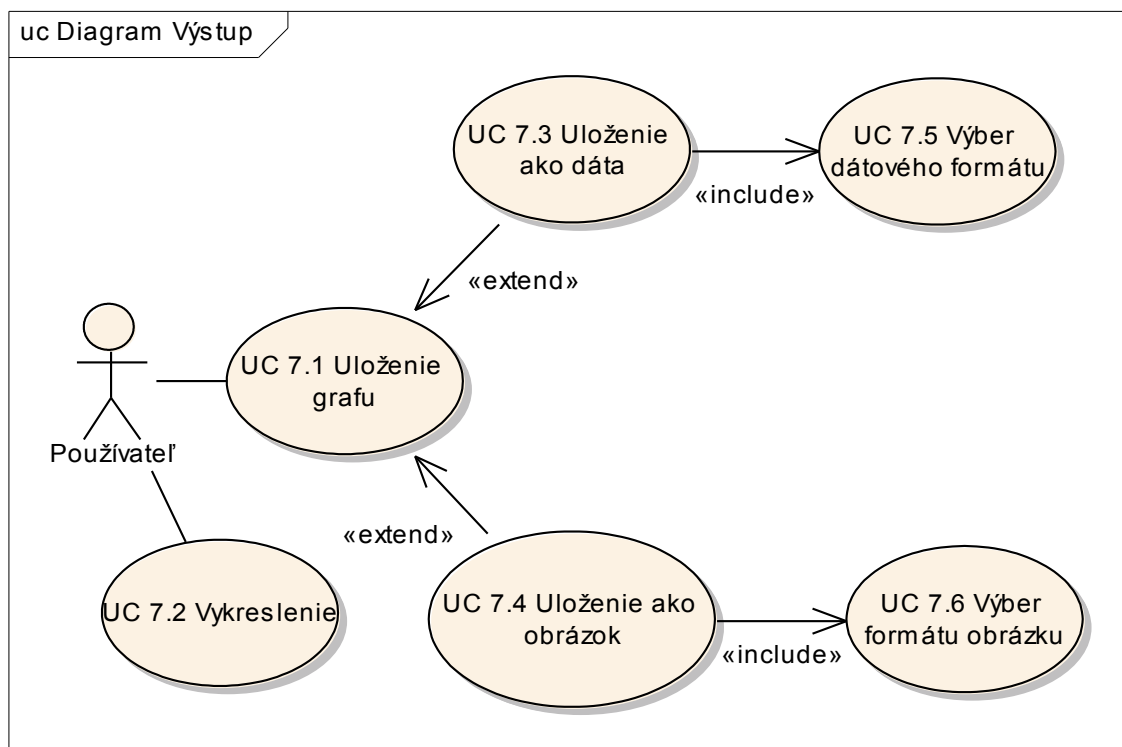 uc Diagram Výstup
UC 7.3 Uloženie
ako dáta
UC 7.5 Výber
dátového formátu
«include»
«extend»
UC 7.1 Uloženie
grafu
Používateľ
«extend»
UC 7.2 Vykreslenie
UC 7.4 Uloženie ako
obrázok
UC 7.6 Výber
formátu obrázku
«include»